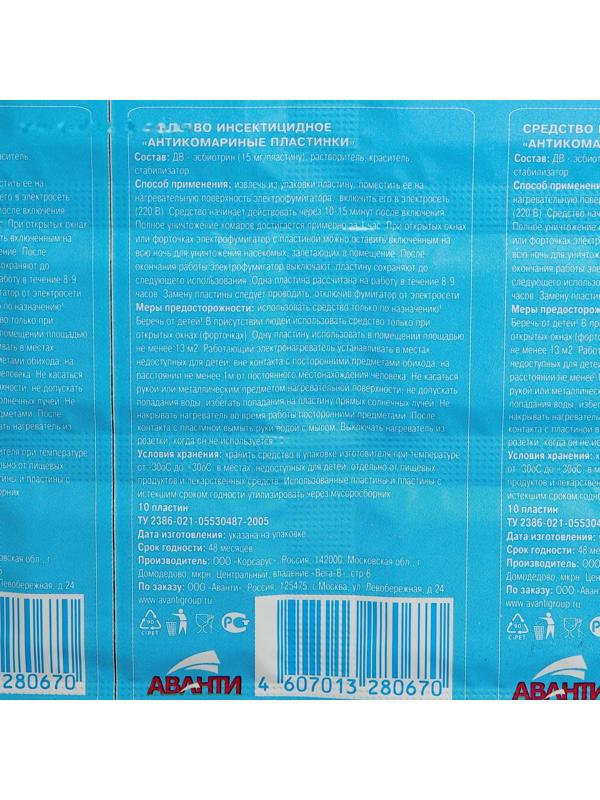 СРЕДСТВО ИНСЕКТИЦИДНОЕ
«АНТИКОМАРИНЫЕ ПЛАСТИНКИ»
Состав: ДВ - эсбиотрин (15 мг/пластину), растворитель, краситель,
стабилизатор
Способ применения: извлечь из упаковки пластину, поместить ее на
нагревательную поверхность электрофумигатора, включить его в электросеть
(220 В). Средство начинает действовать через 10-15 минут после включения.
Полное уничтожение комаров достигается примерно час. При открытых окнах
или форточках электрофумигатор с пластиной можно оставить включенным на
всю ночь для уничтожения насекомых, залетающих в помещение. После
окончания работы электрофумигатор выключают, пластину сохраняют до
следующего использования. Одна пластина рассчитана на работу в течение 8-9
часов. Замену пластины следует проводить, отключив фумигатор от электросети
Меры предосторожности: использовать средство только по назначению!
Беречь от детей! В присутствии людей использовать средство только при
открытых окнах (форточках). Одну пластину использовать в помещении площадью
не менее 13 м2. Работающий электронагреватель устанавливать в местах,
недоступных для детей, вне контакта с посторонними предметами обихода, на
расстоянии не менее 1м от постоянного местонахождения человека. Не касаться
рукой или металлическим предметом нагревательной поверхности, не допускать
попадания воды, избегать попадания на пластину прямых солнечных лучей. Не
накрывать нагреватель во время работы посторонними предметами. После
контакта с пластиной вымыть руки водой с мылом. Выключать нагреватель из
розетки, когда он не используется
Условия хранения: хранить средство в упаковке изготовителя при температуре
от -30оС до +30оС, в местах, недоступных для детей, отдельно от пищевых
продуктов и лекарственных средств. Использованные пластины и пластины с
истекшим сроком годности утилизировать через мусоросборник
10 пластин
ТУ 2386-021-05530487-2005
Дата изготовления: указана на упаковке
Срок годности: 48 месяцев
Производитель: ООО «Корсарус», Россия, 142000, Московская обл., г
Домодедово, мкрн. Центральный, владение «Вега-В», стр 6
По заказу: ООО «Аванти», Россия, 125475, г. Москва, ул. Левобережная, д 24
www.avantigroup.ru
90
C-PET
РСТ
АВАНТИ
4 607013 280670